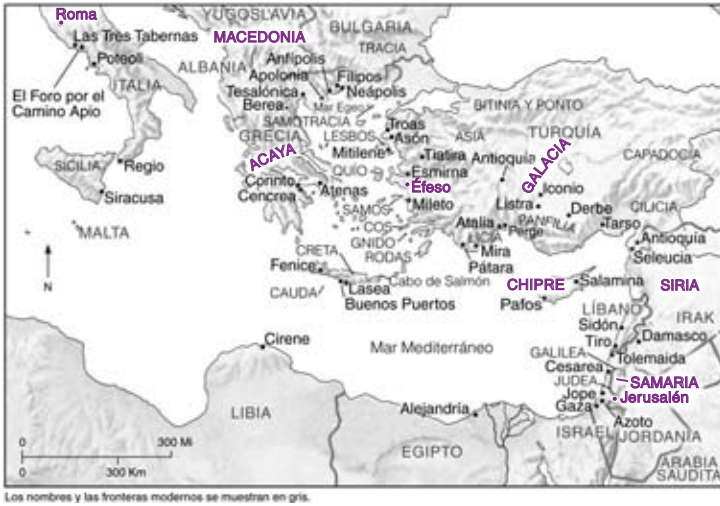 Roma
YUGOSLAVIA
BULGARIA
Las Tres Tabernas
MACEDONIA
TRACIA
Poteoli
ALBANIA
Anfípolis
Apolonia
Filipos
ITALIA
Tesalónica
Neápolis
El Foro por el
Camino Apio
Berea
Mar Egeo
BITINIA Y PONTO
SAMOTRACIA
Troas
GRECIA
LESBOS
Asón
ASIA
TURQUÍA
ACAYA
Mitilene
Tiatira
Antioquía
GALACIA
CAPADOCIA
SICILIA
Regio
QUIO
Esmirna
Corinto
Atenas
Éfeso
Iconio
Cencrea
Siracusa
SAMOS
Mileto
Listra
Derbe
CILICIA
MALTA
COS
Atalia
PANFILIA
Perge
Tarso
GNIDO
LICIA
Antioquía
CRETA
RODAS
Mira
Seleucia
Fenice
Cabo de Salmón
Pátara
N
CAUDA
Lasea
CHIPRE
Salamina
SIRIA
Buenos Puertos
Pafos
LÍBANO
IRAK
Sidón
Cirene
Mar Mediterráneo
Tiro
Damasco
GALILEA
Tolemaida
Cesarea
SAMARIA
JUDEA
Jope
Jerusalén
LIBIA
Alejandría
Gaza
Azoto
0 300 Mi
ISRAEL
JORDANIA
EGIPTO
0 300 Km
ARABIA
SAUDITA
Los nombres y las fronteras modernos se muestran en gris.